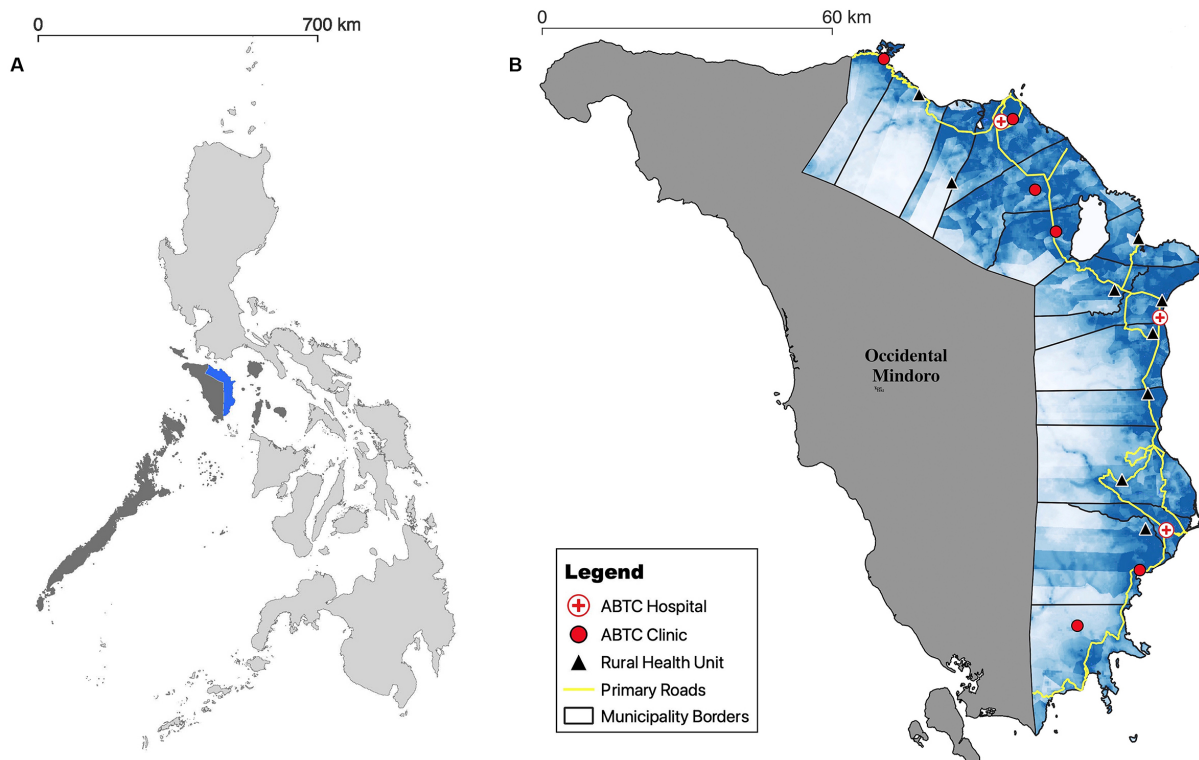 0
700 km
A
0
60 km
B
Occidental
Mindoro
Legend
ABTC Hospital
ABTC Clinic
Rural Health Unit
Primary Roads
Municipality Borders